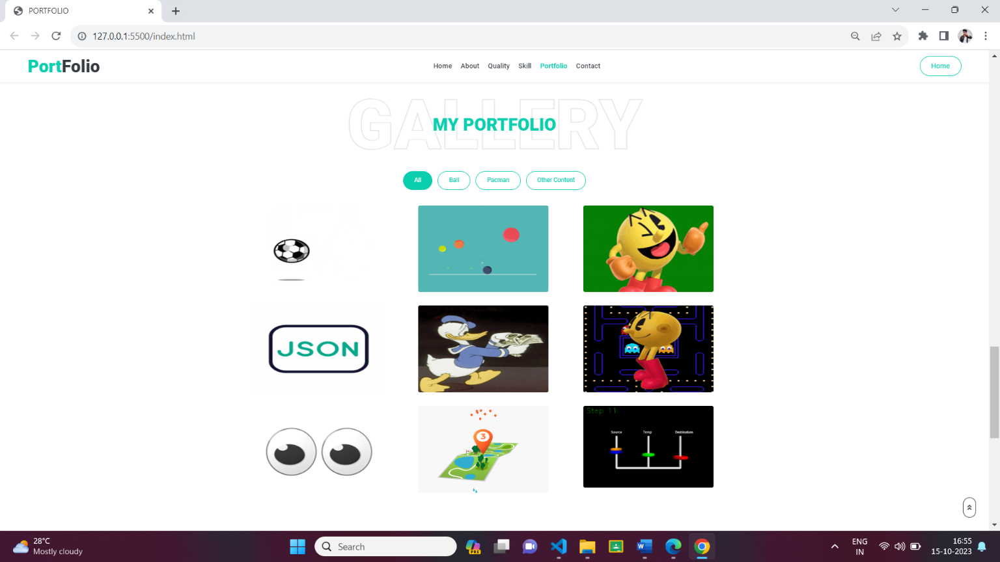 PORTFOLIO
127.0.0.1:5500/index.html
PortFolio
Home About Quality Skill Portfolio Contact
Home
GALLERY
MY PORTFOLIO
All Ball Pacman Other Content
JSON
3
Step 11
Source Temp Destination
28°C
Mostly cloudy
Search
PRE
W
ENG
IN
16:55
15-10-2023